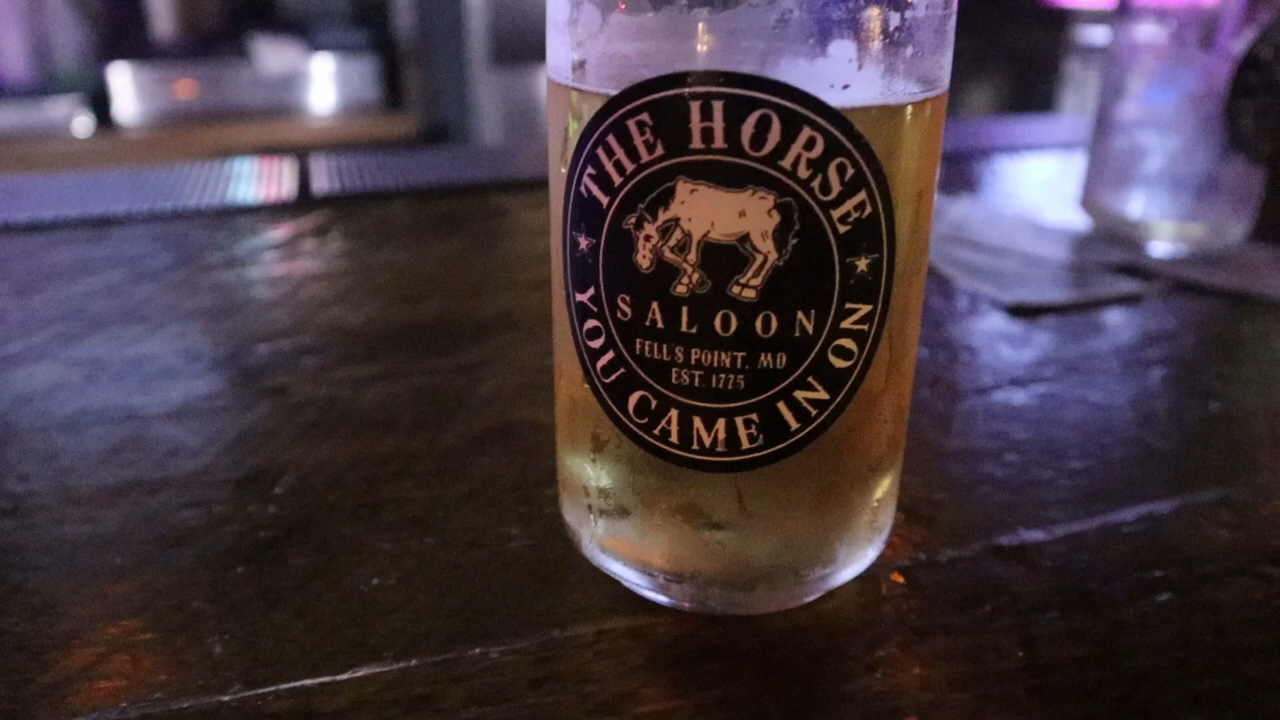 THE HORSE
SALOON
FELL'S POINT, MD
EST. 1775
YOU CAME IN ON